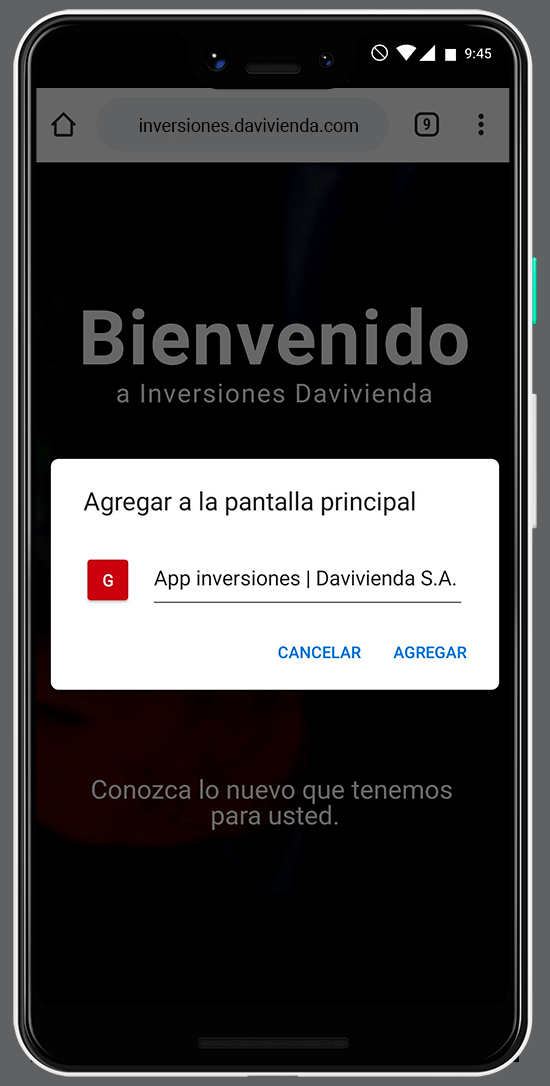 9:45
inversiones.davivienda.com
9
Bienvenido
a Inversiones Davivienda
Agregar a la pantalla principal
G
App inversiones | Davivienda S.A.
CANCELAR
AGREGAR
Conozca lo nuevo que tenemos
para usted.